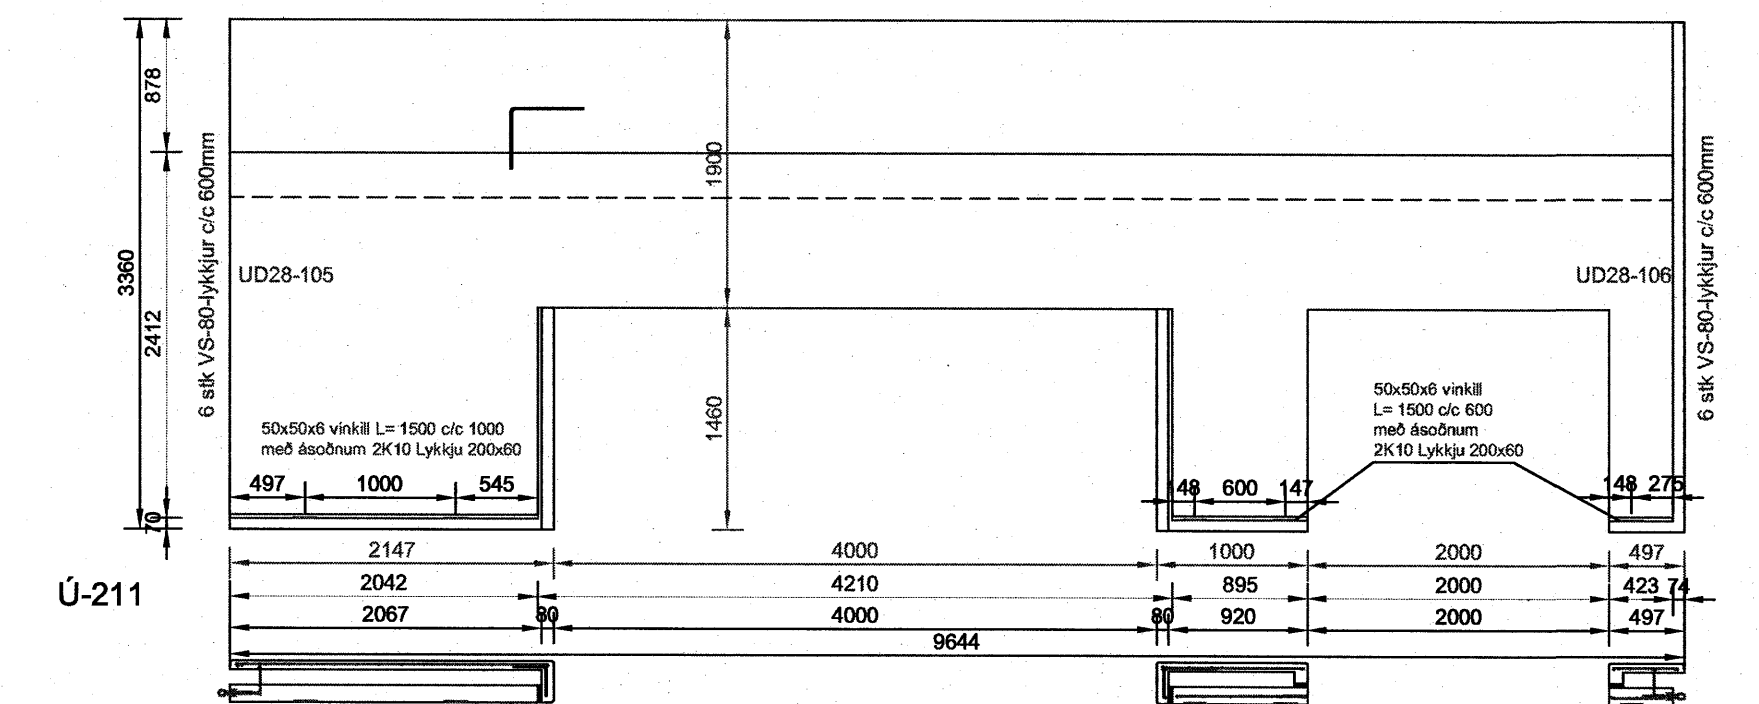 878
1900
3360
2412
70
6 stk VS-80-lykkjur c/c 600mm
6 stk VS-80-lykkjur c/c 600mm
UD28-105
UD28-106
1460
50x50x6 vinkill L= 1500 c/c 1000
með ásoðnum 2K10 Lykkju 200x60
50x50x6 vinkill
L= 1500 c/c 600
með ásoðnum
2K10 Lykkju 200x60
497 1000 545
148 600 147
148 275
2147 4000 1000 2000 497
Ú-211
2042 4210 895 2000 423 74
2067 80 4000 80 920 2000 497
9644